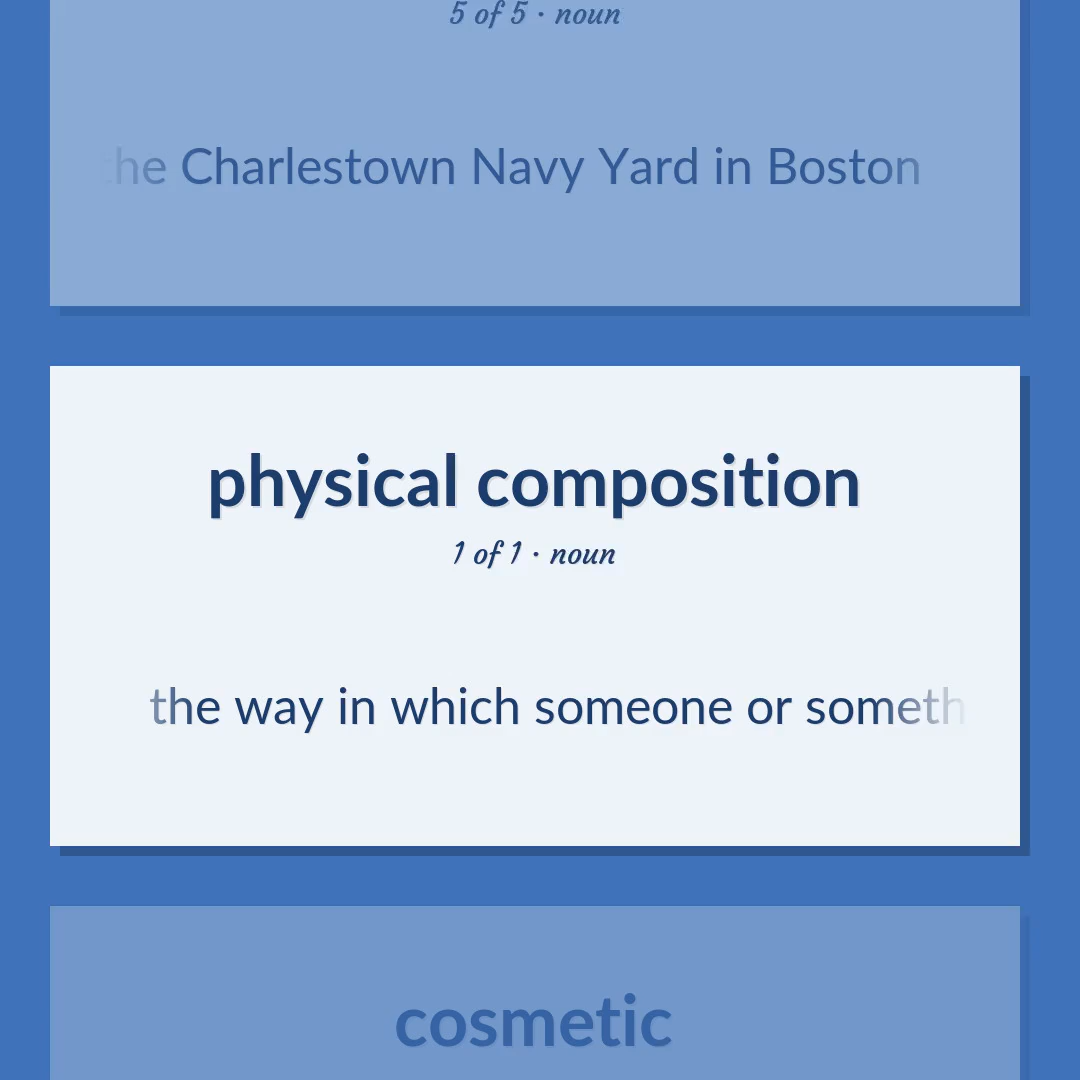 5 of 5 · noun
the Charlestown Navy Yard in Boston
physical composition
1 of 1 · noun
the way in which someone or someth
cosmetic